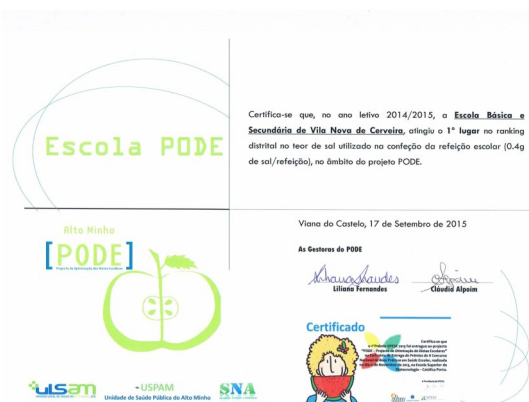 Escola PODE
Certifica-se que, no ano letivo 2014/2015, a Escola Básica e
Secundária de Vila Nova de Cerveira, atingiu o 1º lugar no ranking
distrital no teor de sal utilizado na confeção da refeição escolar (0.4g
de sal/refeição), no âmbito do projeto PODE.
Alto Minho
[PODE]
Viana do Castelo, 17 de Setembro de 2015
As Gestoras do PODE
Liliana Fernandes
Cláudia Alpoim
Certificado
Certifica-se que
ulsam
USPAM
Unidade de Saúde Pública do Alto Minho
SNA